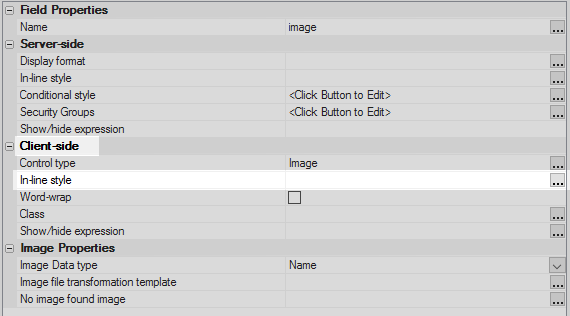 Field Properties
Name image ...
Server-side
Display format ...
In-line style ...
Conditional style <Click Button to Edit> ...
Security Groups <Click Button to Edit> ...
Show/hide expression
Client-side
Control type Image ...
In-line style ...
Word-wrap
Class ...
Show/hide expression ...
Image Properties
Image Data type Name
Image file transformation template ...
No image found image ...